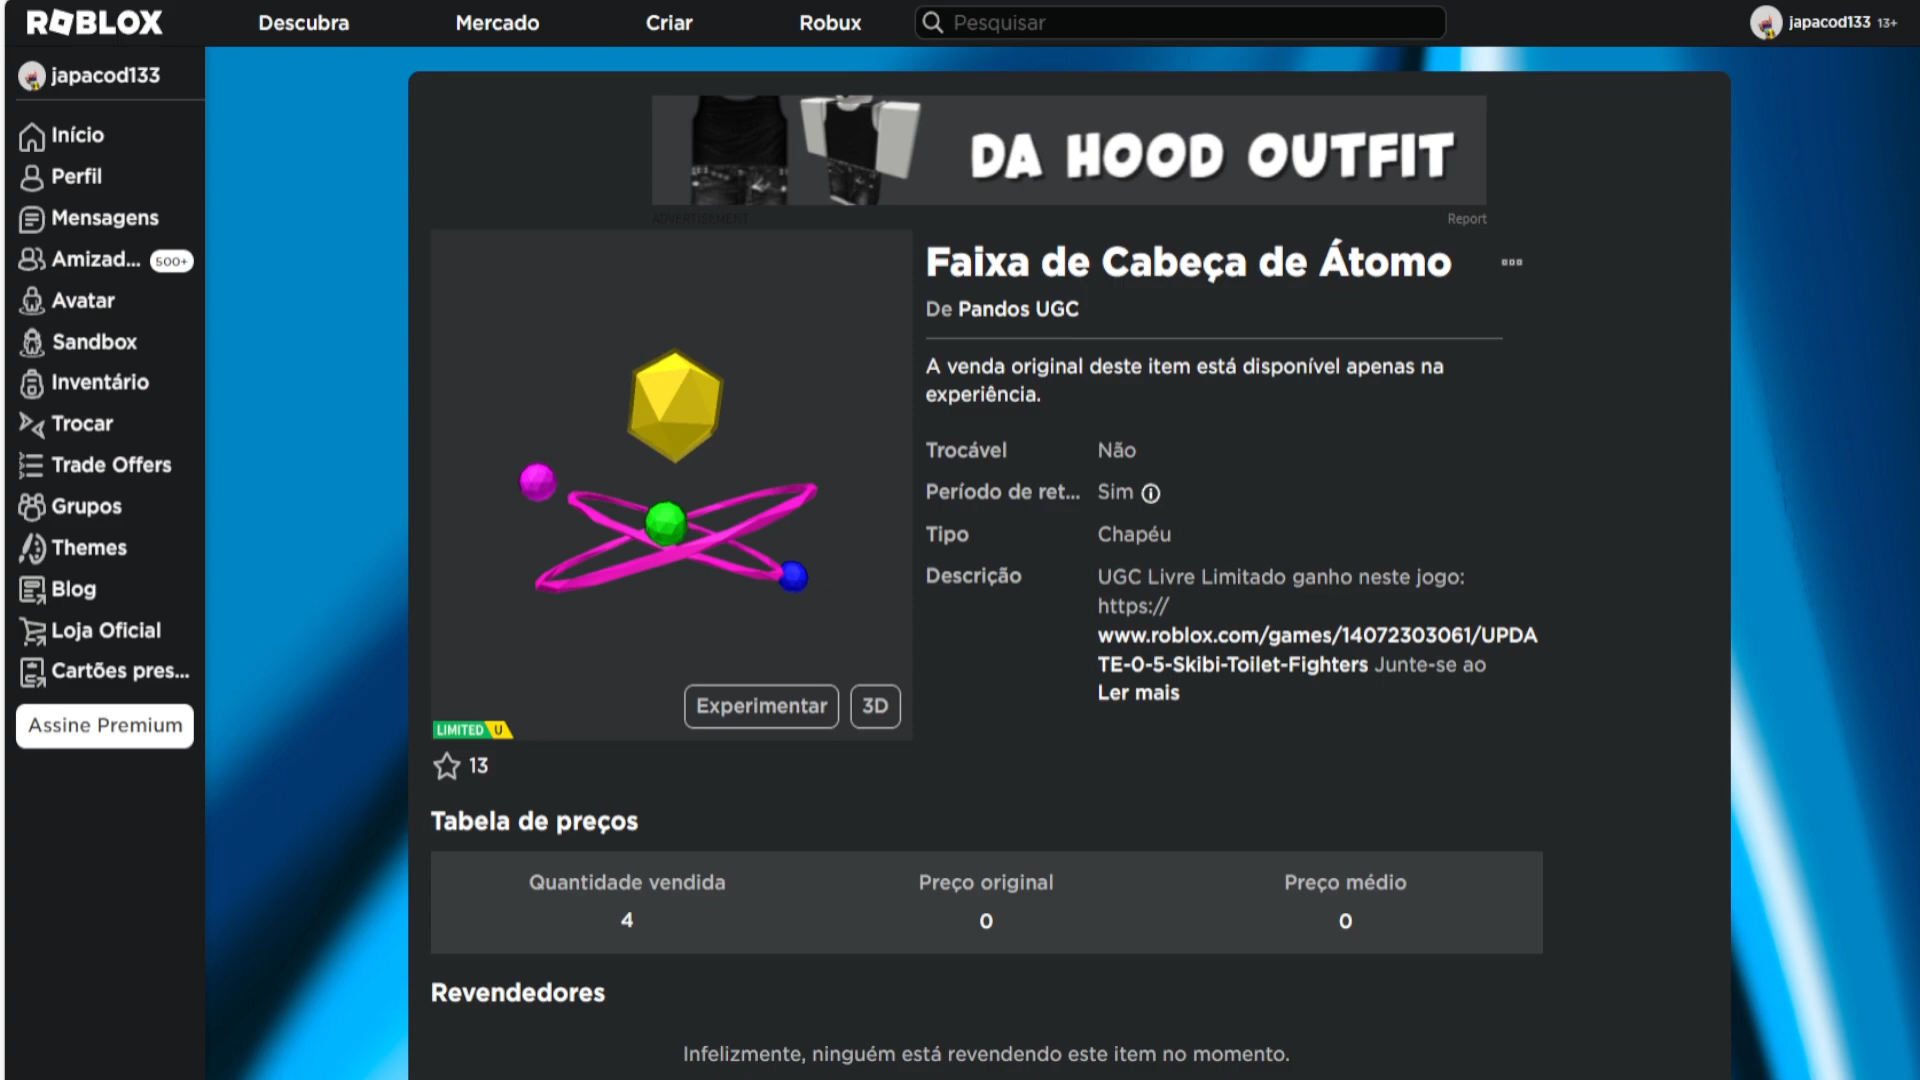 ROBLOX
Descubra
Mercado
Criar
Robux
Pesquisar
japacod133 13+
japacod133
Início
Perfil
Mensagens
Amizad... 500+
Avatar
Sandbox
Inventário
Trocar
Trade Offers
Grupos
Themes
Blog
Loja Oficial
Cartões pres...
Assine Premium
DA HOOD OUTFIT
ADVERTISEMENT
Report
Faixa de Cabeça de Átomo
De Pandos UGC
A venda original deste item está disponível apenas na
experiência.
Trocável Não
Período de ret... Sim
Tipo Chapéu
Descrição UGC Livre Limitado ganho neste jogo:
https://
www.roblox.com/games/14072303061/UPDA
TE-0-5-Skibi-Toilet-Fighters Junte-se ao
Ler mais
Experimentar
3D
LIMITED U
13
Tabela de preços
Quantidade vendida
4
Preço original
0
Preço médio
0
Revendedores
Infelizmente, ninguém está revendendo este item no momento.